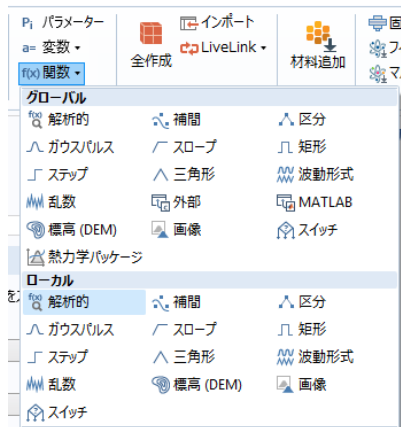 Pi パラメーター インポート 固
a= 変数 全作成 LiveLink 材料追加 フィ
f(x) 関数 マ
グローバル
f(x) 解析的 補間 区分
ガウスパルス スロープ 矩形
ステップ 三角形 波動形式
乱数 外部 MATLAB
標高 (DEM) 画像 スイッチ
熱力学パッケージ
ローカル
f(x) 解析的 補間 区分
ガウスパルス スロープ 矩形
ステップ 三角形 波動形式
乱数 標高 (DEM) 画像
スイッチ